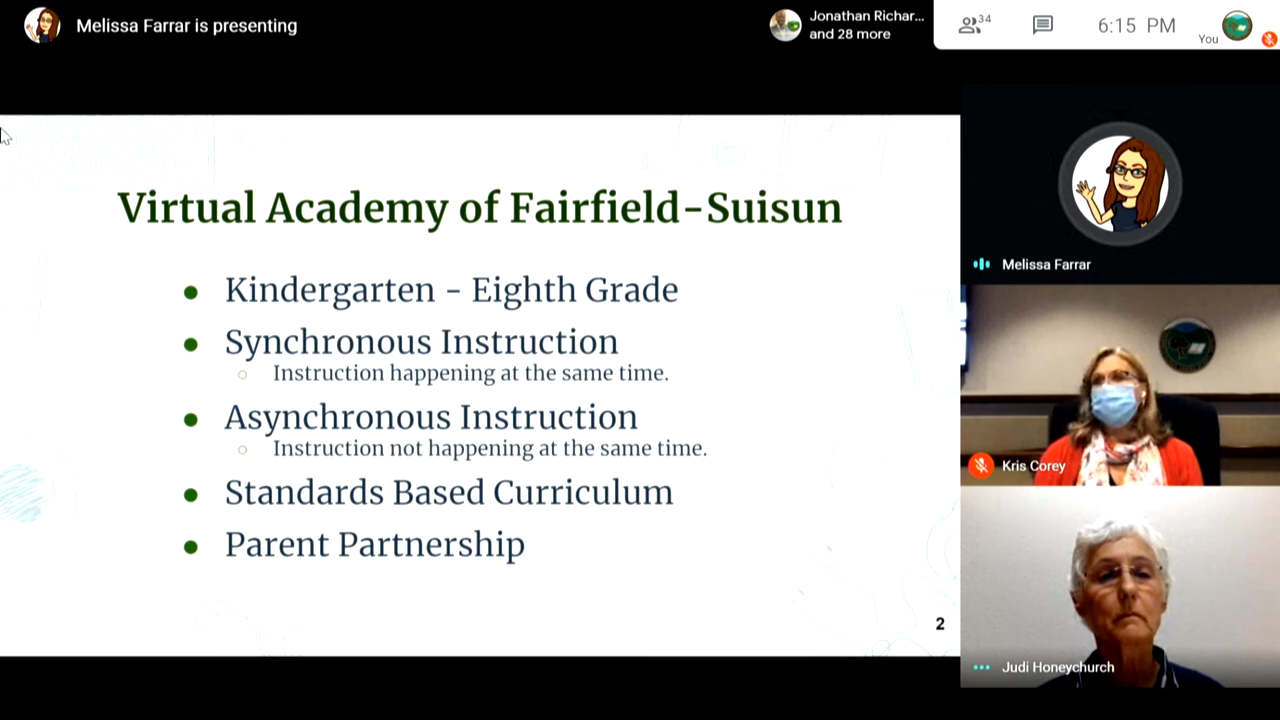 Melissa Farrar is presenting
Jonathan Richar...
and 28 more
34
6:15 PM
You
Virtual Academy of Fairfield-Suisun
Kindergarten - Eighth Grade
Synchronous Instruction
Instruction happening at the same time.
Asynchronous Instruction
Instruction not happening at the same time.
Standards Based Curriculum
Parent Partnership
2
Melissa Farrar
Kris Corey
Judi Honeychurch